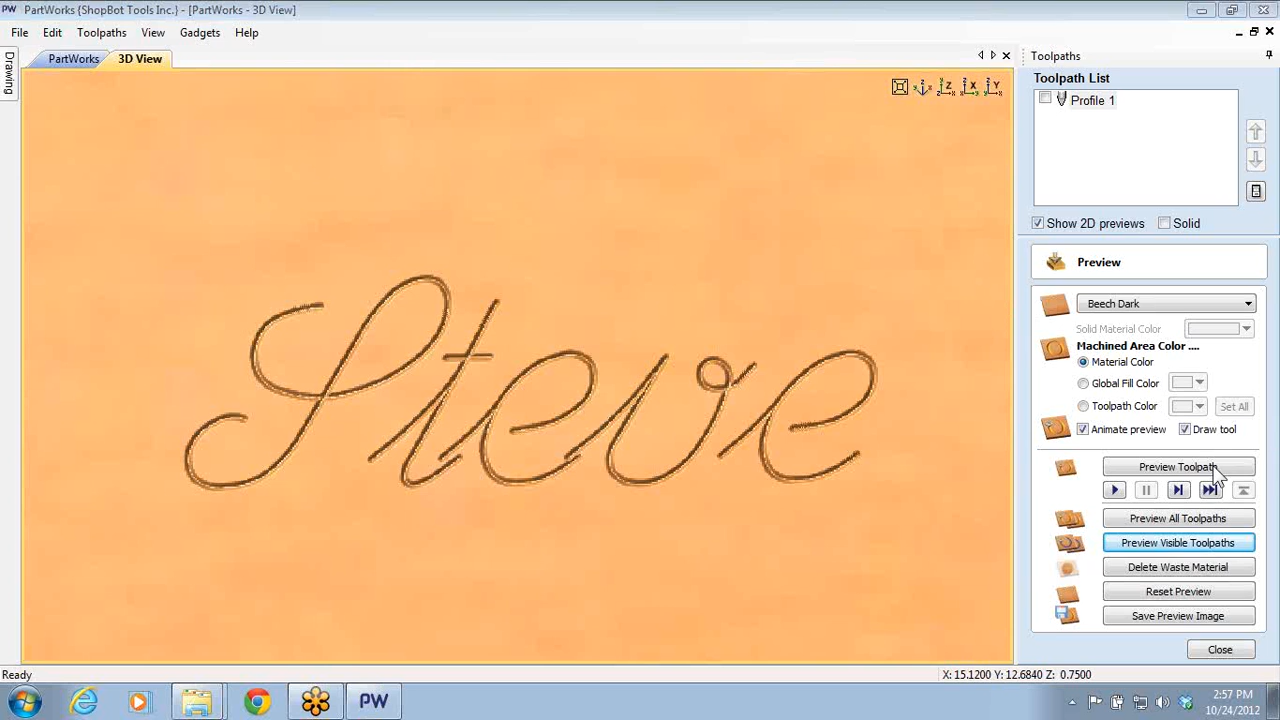 PW PartWorks {ShopBot Tools Inc.} - [PartWorks - 3D View]
File Edit Toolpaths View Gadgets Help
PartWorks 3D View
Drawing
Z X Y
Steve
Toolpaths
Toolpath List
Profile 1
Show 2D previews Solid
Preview
Beech Dark
Solid Material Color
Machined Area Color ....
Material Color
Global Fill Color
Toolpath Color Set All
Animate preview Draw tool
Preview Toolpath
Preview All Toolpaths
Preview Visible Toolpaths
Delete Waste Material
Reset Preview
Save Preview Image
Close
Ready X: 15.1200 Y: 12.6840 Z: 0.7500
PW 2:57 PM
10/24/2012